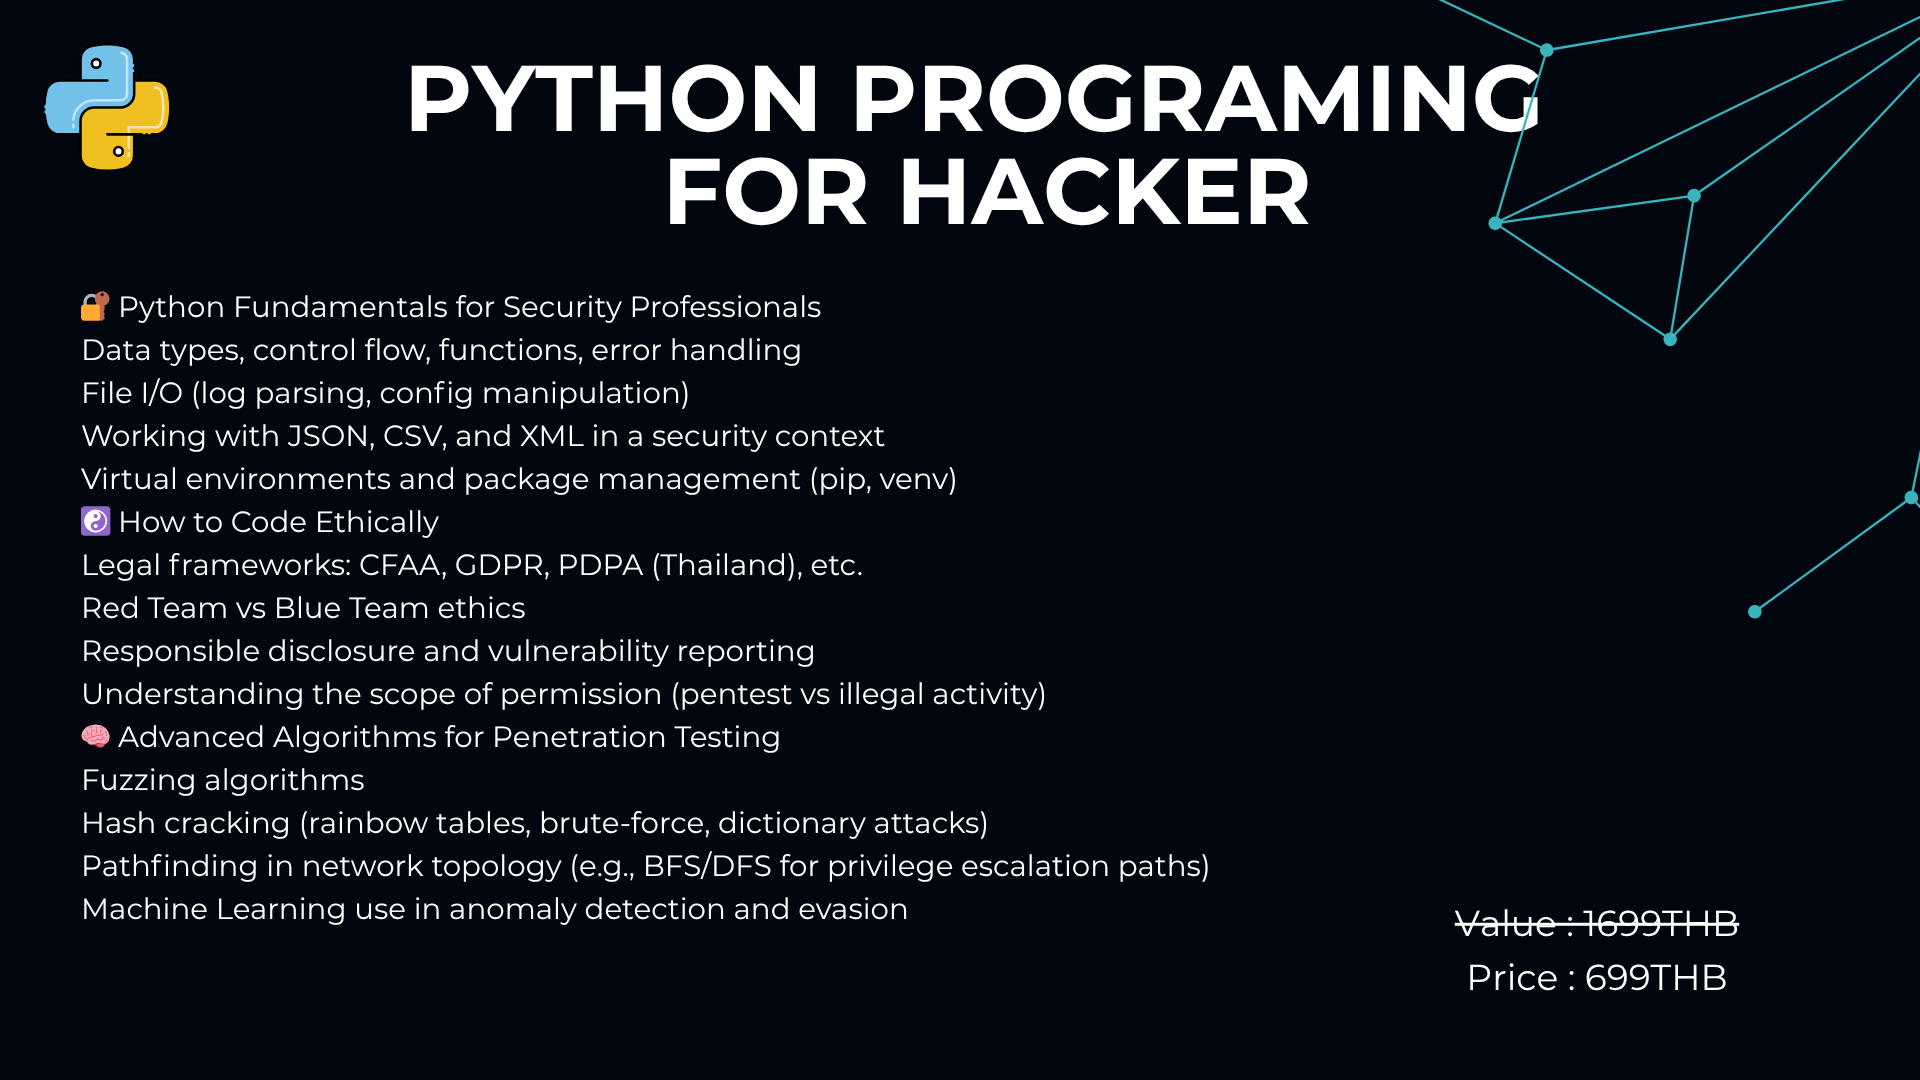 PYTHON PROGRAMING
FOR HACKER
🔐 Python Fundamentals for Security Professionals
Data types, control flow, functions, error handling
File I/O (log parsing, config manipulation)
Working with JSON, CSV, and XML in a security context
Virtual environments and package management (pip, venv)
☯️ How to Code Ethically
Legal frameworks: CFAA, GDPR, PDPA (Thailand), etc.
Red Team vs Blue Team ethics
Responsible disclosure and vulnerability reporting
Understanding the scope of permission (pentest vs illegal activity)
🧠 Advanced Algorithms for Penetration Testing
Fuzzing algorithms
Hash cracking (rainbow tables, brute-force, dictionary attacks)
Pathfinding in network topology (e.g., BFS/DFS for privilege escalation paths)
Machine Learning use in anomaly detection and evasion
Value : 1699THB
Price : 699THB